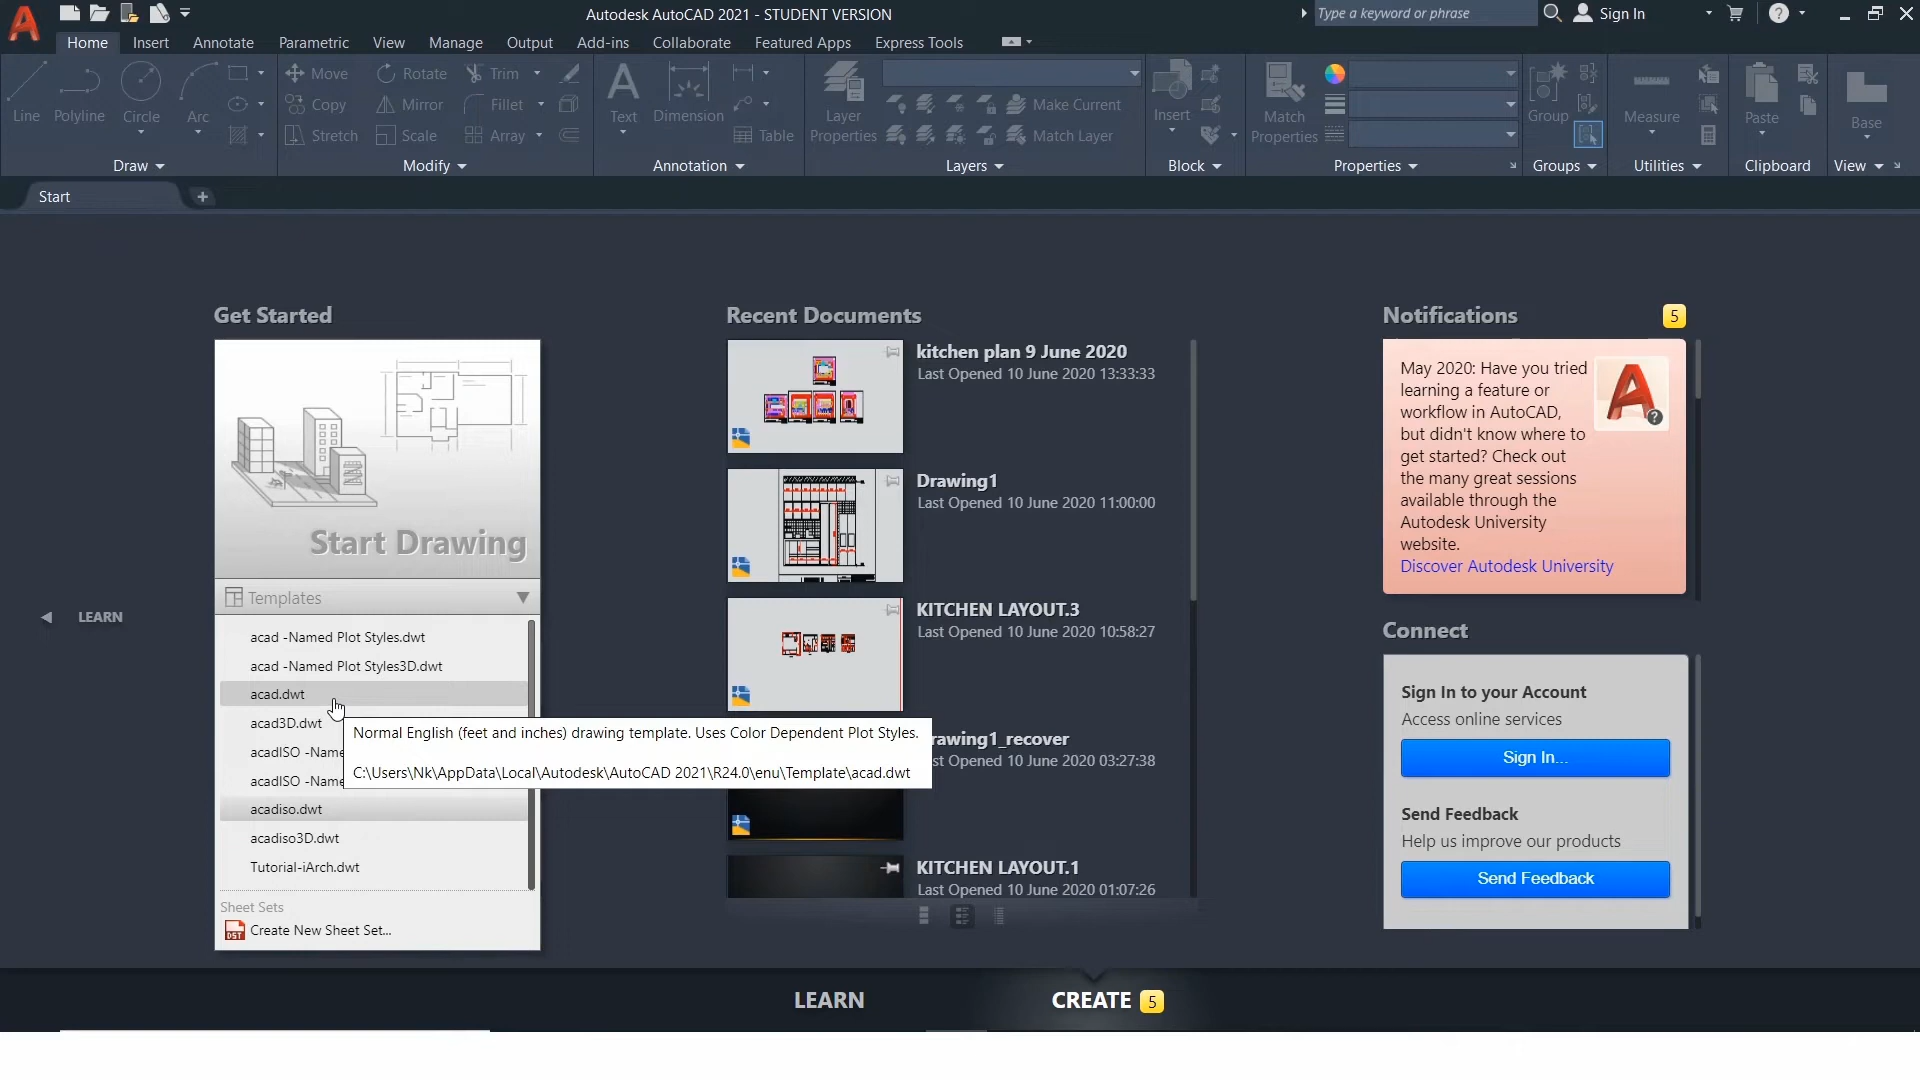 Autodesk AutoCAD 2021 - STUDENT VERSION
Type a keyword or phrase
Sign In
Home Insert Annotate Parametric View Manage Output Add-ins Collaborate Featured Apps Express Tools
Line Polyline Circle Arc
Move Rotate Trim
Copy Mirror Fillet
Stretch Scale Array
Text Dimension
Table
Layer
Properties
Make Current
Match Layer
Insert
Match
Properties
Group
Measure
Paste
Base
Draw Modify Annotation Layers Block Properties Groups Utilities Clipboard View
Start
Get Started
Start Drawing
Templates
acad -Named Plot Styles.dwt
acad -Named Plot Styles3D.dwt
acad.dwt
acad3D.dwt
acadISO -Name
acadISO -Name
acadiso.dwt
acadiso3D.dwt
Tutorial-iArch.dwt
Sheet Sets
DST
Create New Sheet Set...
Normal English (feet and inches) drawing template. Uses Color Dependent Plot Styles.
C:\Users\Nk\AppData\Local\Autodesk\AutoCAD 2021\R24.0\enu\Template\acad.dwt
LEARN
Recent Documents
kitchen plan 9 June 2020
Last Opened 10 June 2020 13:33:33
Drawing1
Last Opened 10 June 2020 11:00:00
KITCHEN LAYOUT.3
Last Opened 10 June 2020 10:58:27
rawing1_recover
st Opened 10 June 2020 03:27:38
KITCHEN LAYOUT.1
Last Opened 10 June 2020 01:07:26
Notifications
5
May 2020: Have you tried
learning a feature or
workflow in AutoCAD,
but didn't know where to
get started? Check out
the many great sessions
available through the
Autodesk University
website.
Discover Autodesk University
Connect
Sign In to your Account
Access online services
Sign In...
Send Feedback
Help us improve our products
Send Feedback
LEARN
CREATE 5